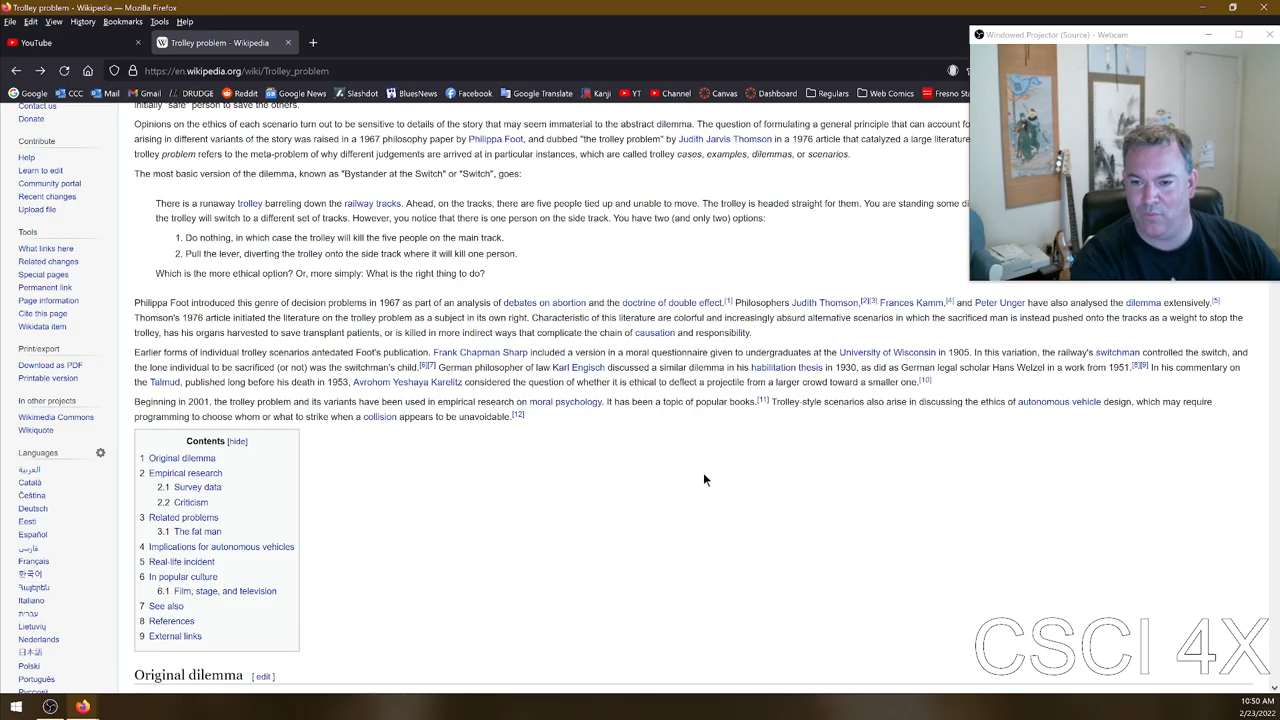 Trolley problem - Wikipedia — Mozilla Firefox
File Edit View History Bookmarks Tools Help
YouTube
Trolley problem - Wikipedia
https://en.wikipedia.org/wiki/Trolley_problem
Google CCC Mail Gmail DRUDGE Reddit Google News Slashdot BluesNews Facebook Google Translate Kanji YT Channel Canvas Dashboard Regulars Web Comics Fresno Sta
Windowed Projector (Source) - Webcam
Contact us
Donate
Contribute
Help
Learn to edit
Community portal
Recent changes
Upload file
Tools
What links here
Related changes
Special pages
Permanent link
Page information
Cite this page
Wikidata item
Print/export
Download as PDF
Printable version
In other projects
Wikimedia Commons
Wikiquote
Languages
العربية
Català
Čeština
Deutsch
Eesti
Español
فارسی
Français
한국어
Հայերեն
Italiano
עברית
Lietuvių
Nederlands
日本語
Polski
Português
Русский
initially "safe" person to save the others.
Opinions on the ethics of each scenario turn out to be sensitive to details of the story that may seem immaterial to the abstract dilemma. The question of formulating a general principle that can account fo
arising in different variants of the story was raised in a 1967 philosophy paper by Philippa Foot, and dubbed "the trolley problem" by Judith Jarvis Thomson in a 1976 article that catalyzed a large literature
trolley problem refers to the meta-problem of why different judgements are arrived at in particular instances, which are called trolley cases, examples, dilemmas, or scenarios.
The most basic version of the dilemma, known as "Bystander at the Switch" or "Switch", goes:
There is a runaway trolley barreling down the railway tracks. Ahead, on the tracks, there are five people tied up and unable to move. The trolley is headed straight for them. You are standing some di
the trolley will switch to a different set of tracks. However, you notice that there is one person on the side track. You have two (and only two) options:
1. Do nothing, in which case the trolley will kill the five people on the main track.
2. Pull the lever, diverting the trolley onto the side track where it will kill one person.
Which is the more ethical option? Or, more simply: What is the right thing to do?
Philippa Foot introduced this genre of decision problems in 1967 as part of an analysis of debates on abortion and the doctrine of double effect.[1] Philosophers Judith Thomson,[2][3] Frances Kamm,[4] and Peter Unger have also analysed the dilemma extensively.[5]
Thomson's 1976 article initiated the literature on the trolley problem as a subject in its own right. Characteristic of this literature are colorful and increasingly absurd alternative scenarios in which the sacrificed man is instead pushed onto the tracks as a weight to stop the
trolley, has his organs harvested to save transplant patients, or is killed in more indirect ways that complicate the chain of causation and responsibility.
Earlier forms of individual trolley scenarios antedated Foot's publication. Frank Chapman Sharp included a version in a moral questionnaire given to undergraduates at the University of Wisconsin in 1905. In this variation, the railway's switchman controlled the switch, and
the lone individual to be sacrificed (or not) was the switchman's child.[6][7] German philosopher of law Karl Engisch discussed a similar dilemma in his habilitation thesis in 1930, as did German legal scholar Hans Welzel in a work from 1951.[8][9] In his commentary on
the Talmud, published long before his death in 1953, Avrohom Yeshaya Karelitz considered the question of whether it is ethical to deflect a projectile from a larger crowd toward a smaller one.[10]
Beginning in 2001, the trolley problem and its variants have been used in empirical research on moral psychology. It has been a topic of popular books.[11] Trolley-style scenarios also arise in discussing the ethics of autonomous vehicle design, which may require
programming to choose whom or what to strike when a collision appears to be unavoidable.[12]
Contents [hide]
1 Original dilemma
2 Empirical research
2.1 Survey data
2.2 Criticism
3 Related problems
3.1 The fat man
4 Implications for autonomous vehicles
5 Real-life incident
6 In popular culture
6.1 Film, stage, and television
7 See also
8 References
9 External links
Original dilemma [ edit ]
CSCI 4X
10:50 AM
2/23/2022